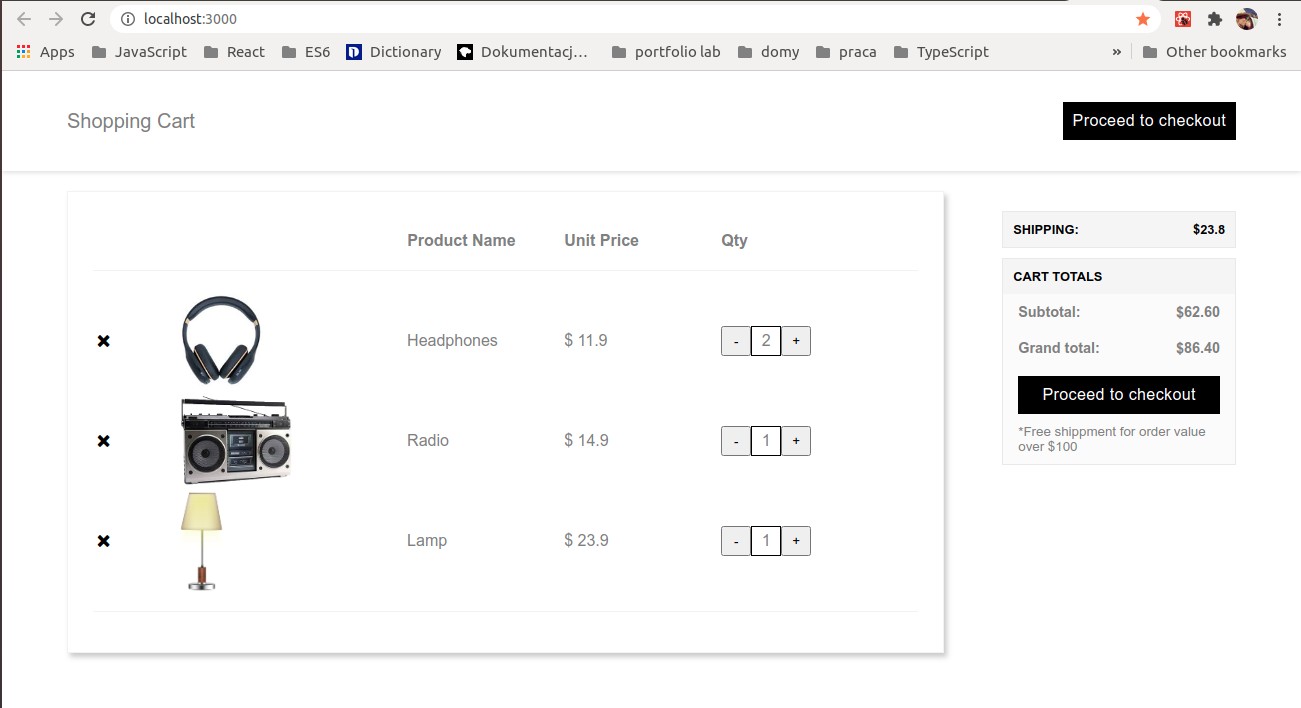 localhost:3000
Apps JavaScript React ES6 Dictionary Dokumentacj... portfolio lab domy praca TypeScript » Other bookmarks
Shopping Cart Proceed to checkout
Product Name Unit Price Qty
SHIPPING: $23.8
CART TOTALS
Subtotal: $62.60
Grand total: $86.40
Proceed to checkout
*Free shippment for order value
over $100
Headphones $ 11.9 - 2 +
Radio $ 14.9 - 1 +
Lamp $ 23.9 - 1 +